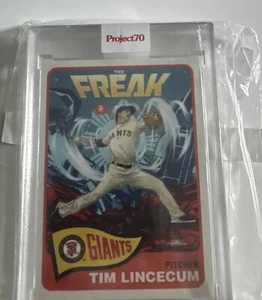 Project70
THE
FREAK
GIANTS
GIANTS
PITCHER
TIM LINCECUM